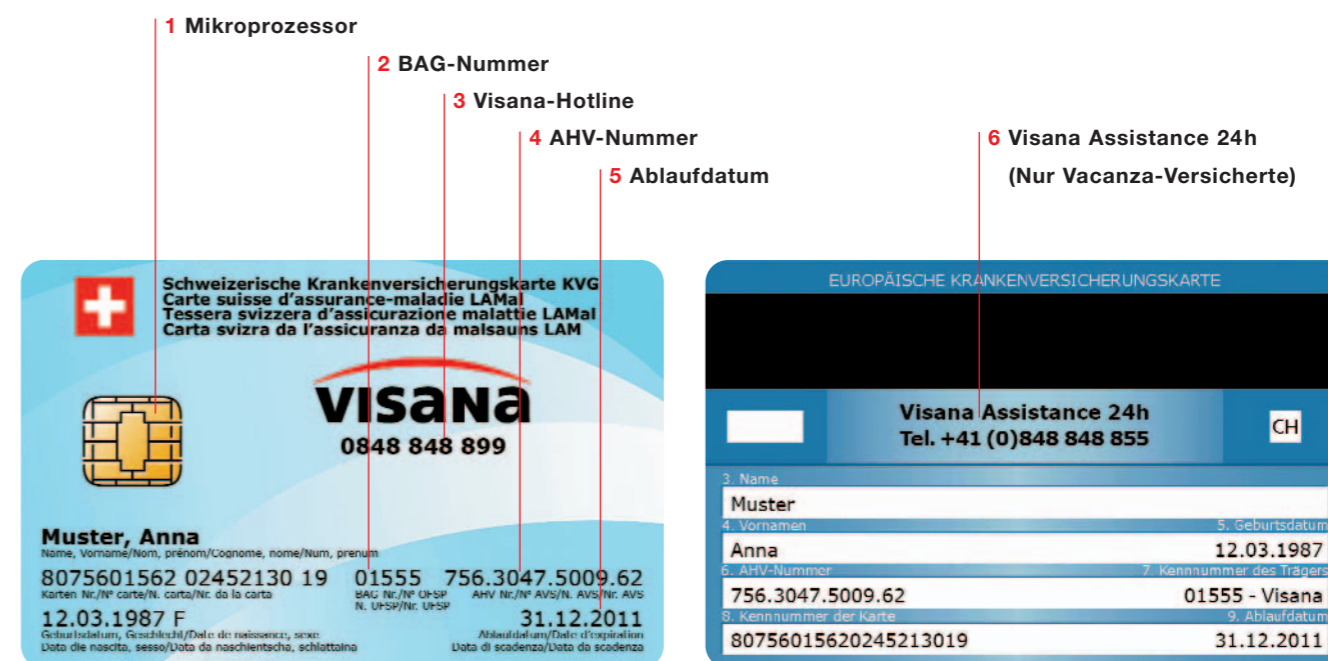 1 Mikroprozessor
2 BAG-Nummer
3 Visana-Hotline
4 AHV-Nummer
5 Ablaufdatum
6 Visana Assistance 24h
(Nur Vacanza-Versicherte)
Schweizerische Krankenversicherungskarte KVG
Carte suisse d'assurance-maladie LAMal
Tessera svizzera d'assicurazione malattie LAMal
Carta svizra da l'assicuranza da malsauns LAM
vısana
0848 848 899
Muster, Anna
Name, Vorname/Nom, prénom/Cognome, nome/Num, prenum
8075601562 02452130 19 01555 756.3047.5009.62
Karten Nr./N° carte/N. carta/Nr. da la carta BAG Nr./N° OFSP AHV Nr./N° AVS/N. AVS/Nr. AVS
N. UFSP/Nr. UFSP
12.03.1987 F 31.12.2011
Geburtsdatum, Geschlecht/Date de naissance, sexe Ablaufdatum/Date d'expiration
Data die nascita, sesso/Data da naschientscha, schlattaina Data di scadenza/Data da scadenza
EUROPÄISCHE KRANKENVERSICHERUNGSKARTE
Visana Assistance 24h
Tel. +41 (0)848 848 855
CH
3. Name
Muster
4. Vornamen 5. Geburtsdatum
Anna 12.03.1987
6. AHV-Nummer 7. Kennnummer des Trägers
756.3047.5009.62 01555 - Visana
8. Kennnummer der Karte 9. Ablaufdatum
80756015620245213019 31.12.2011